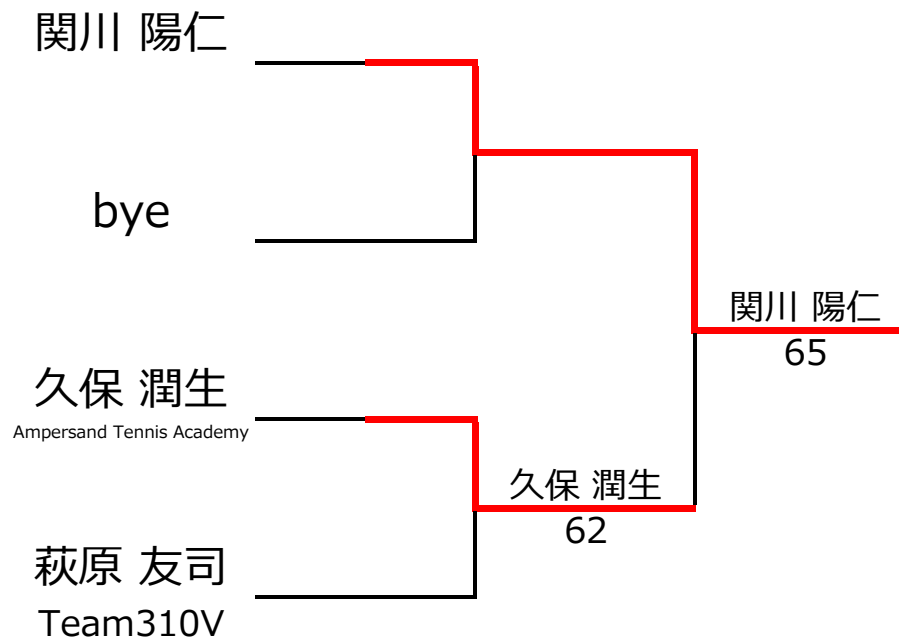 関川 陽仁
bye
関川 陽仁
65
久保 潤生
Ampersand Tennis Academy
久保 潤生
62
萩原 友司
Team310V